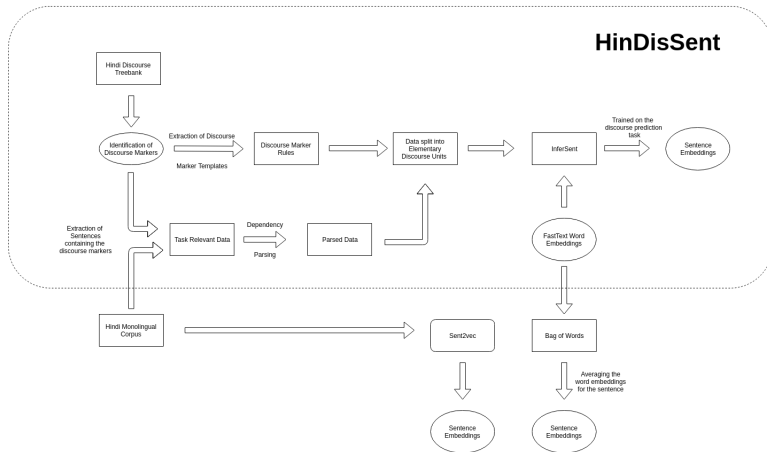 HinDisSent
Hindi Discourse
Treebank
Identification of
Discourse Markers
Extraction of Discourse
Marker Templates
Discourse Marker
Rules
Data split into
Elementary
Discourse Units
InferSent
Trained on the
discourse prediction
task
Sentence
Embeddings
Extraction of
Sentences
containing the
discourse markers
Task Relevant Data
Dependency
Parsing
Parsed Data
FastText Word
Embeddings
Hindi Monolingual
Corpus
Sent2vec
Bag of Words
Averaging the
word embeddings
for the sentence
Sentence
Embeddings
Sentence
Embeddings